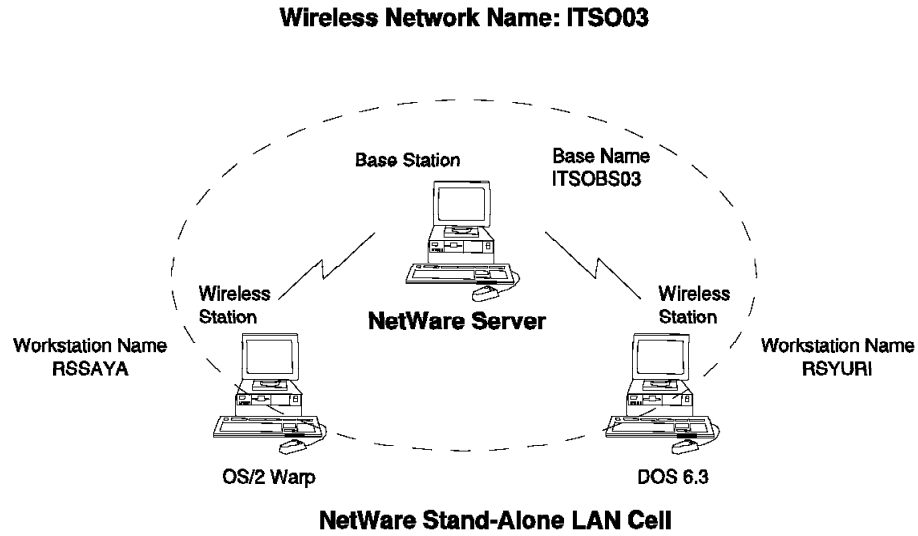 Wireless Network Name: ITSO03
Base Station
Base Name
ITSOBS03
Wireless
Station
NetWare Server
Wireless
Station
Workstation Name
RSSAYA
Workstation Name
RSYURI
OS/2 Warp
DOS 6.3
NetWare Stand-Alone LAN Cell